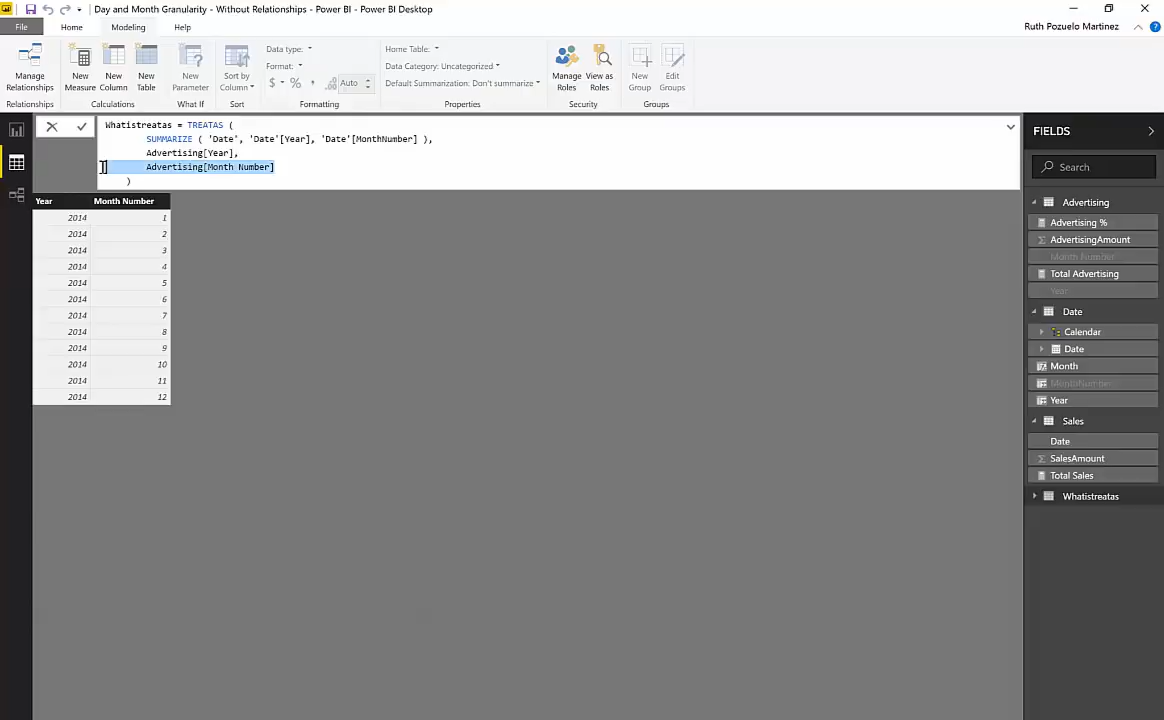 Day and Month Granularity - Without Relationships - Power BI - Power BI Desktop
File Home Modeling Help
Ruth Pozuelo Martinez
Manage Relationships
New Measure
New Column
New Table
New Parameter
Sort by Column
Data type:
Format:
$ % , .00 Auto
Home Table:
Data Category: Uncategorized
Default Summarization: Don't summarize
Manage Roles
View as Roles
New Group
Edit Groups
Relationships Calculations What If Sort Formatting Properties Security Groups
Whatistreatas = TREATAS (
SUMMARIZE ( 'Date', 'Date'[Year], 'Date'[MonthNumber] ),
Advertising[Year],
Advertising[Month Number]
)
Year Month Number
2014 1
2014 2
2014 3
2014 4
2014 5
2014 6
2014 7
2014 8
2014 9
2014 10
2014 11
2014 12
FIELDS
Search
Advertising
Advertising %
AdvertisingAmount
Month Number
Total Advertising
Year
Date
Calendar
Date
Month
MonthNumber
Year
Sales
Date
SalesAmount
Total Sales
Whatistreatas